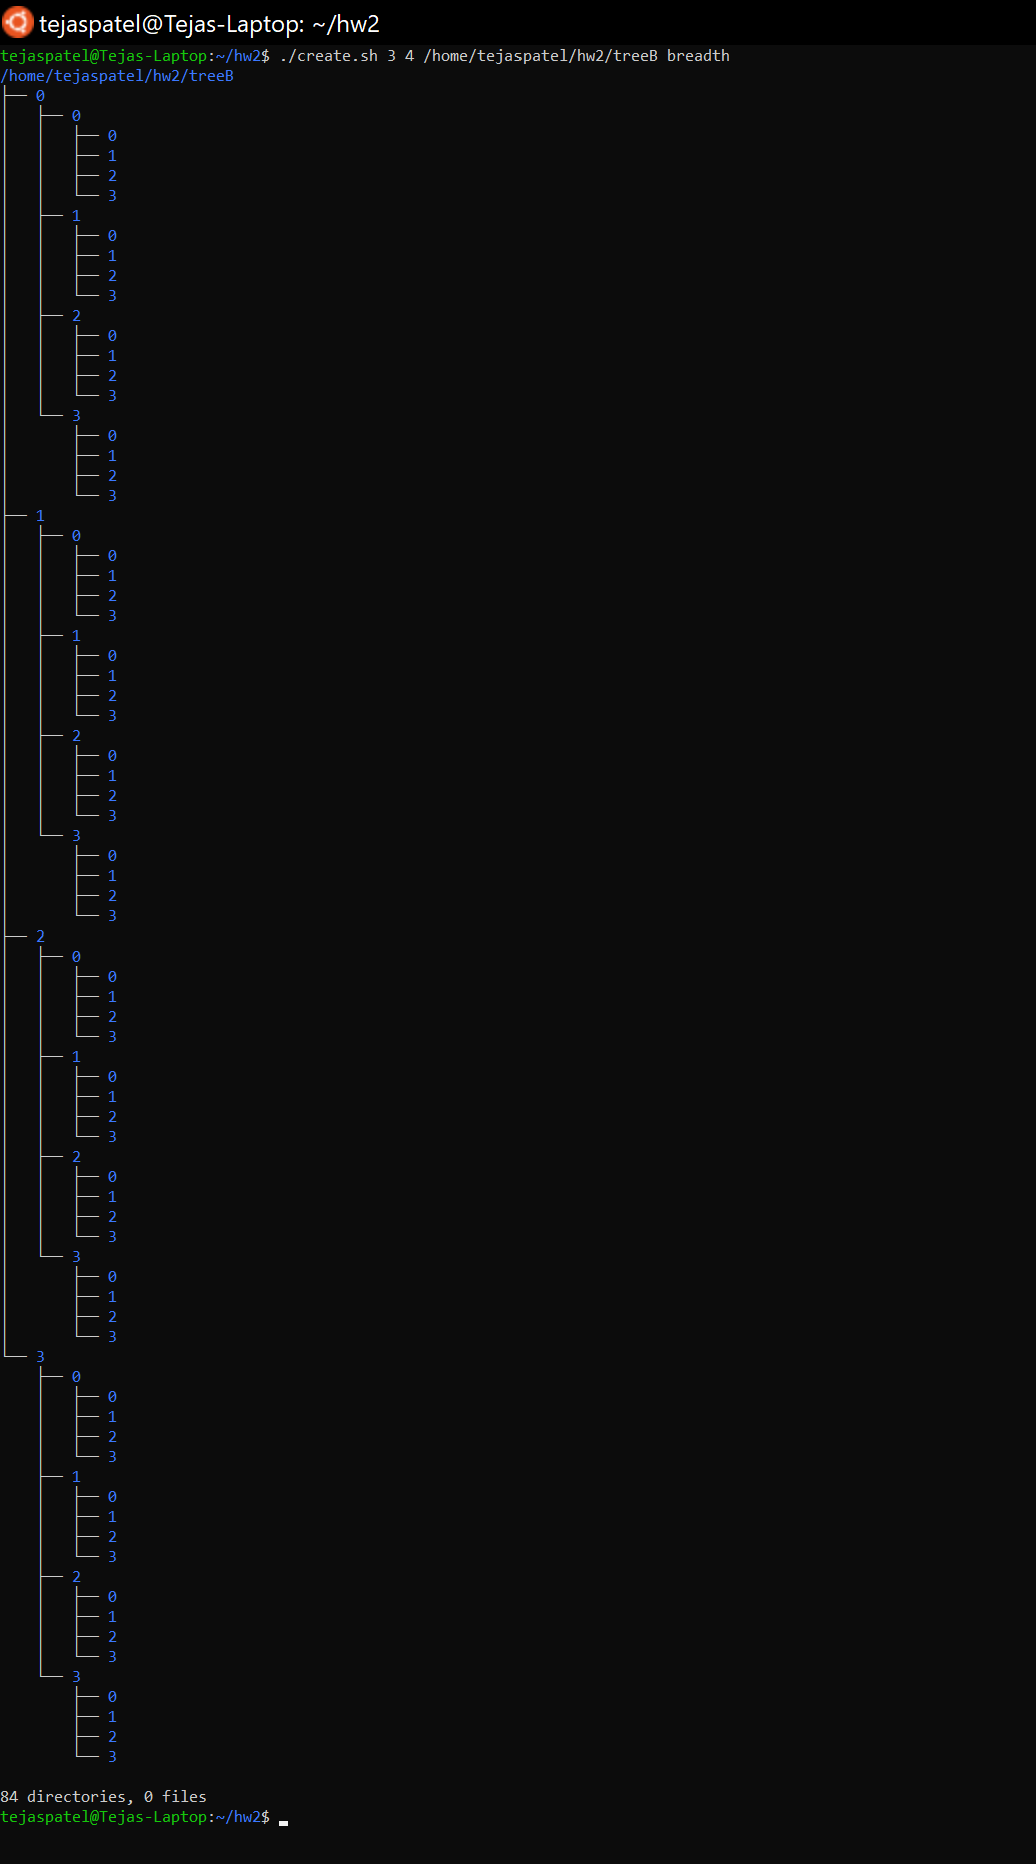 tejaspatel@Tejas-Laptop: ~/hw2
tejaspatel@Tejas-Laptop:~/hw2$ ./create.sh 3 4 /home/tejaspatel/hw2/treeB breadth
/home/tejaspatel/hw2/treeB
├── 0
│   ├── 0
│   │   ├── 0
│   │   ├── 1
│   │   ├── 2
│   │   └── 3
│   ├── 1
│   │   ├── 0
│   │   ├── 1
│   │   ├── 2
│   │   └── 3
│   ├── 2
│   │   ├── 0
│   │   ├── 1
│   │   ├── 2
│   │   └── 3
│   └── 3
│       ├── 0
│       ├── 1
│       ├── 2
│       └── 3
├── 1
│   ├── 0
│   │   ├── 0
│   │   ├── 1
│   │   ├── 2
│   │   └── 3
│   ├── 1
│   │   ├── 0
│   │   ├── 1
│   │   ├── 2
│   │   └── 3
│   ├── 2
│   │   ├── 0
│   │   ├── 1
│   │   ├── 2
│   │   └── 3
│   └── 3
│       ├── 0
│       ├── 1
│       ├── 2
│       └── 3
├── 2
│   ├── 0
│   │   ├── 0
│   │   ├── 1
│   │   ├── 2
│   │   └── 3
│   ├── 1
│   │   ├── 0
│   │   ├── 1
│   │   ├── 2
│   │   └── 3
│   ├── 2
│   │   ├── 0
│   │   ├── 1
│   │   ├── 2
│   │   └── 3
│   └── 3
│       ├── 0
│       ├── 1
│       ├── 2
│       └── 3
└── 3
    ├── 0
    │   ├── 0
    │   ├── 1
    │   ├── 2
    │   └── 3
    ├── 1
    │   ├── 0
    │   ├── 1
    │   ├── 2
    │   └── 3
    ├── 2
    │   ├── 0
    │   ├── 1
    │   ├── 2
    │   └── 3
    └── 3
        ├── 0
        ├── 1
        ├── 2
        └── 3
84 directories, 0 files
tejaspatel@Tejas-Laptop:~/hw2$